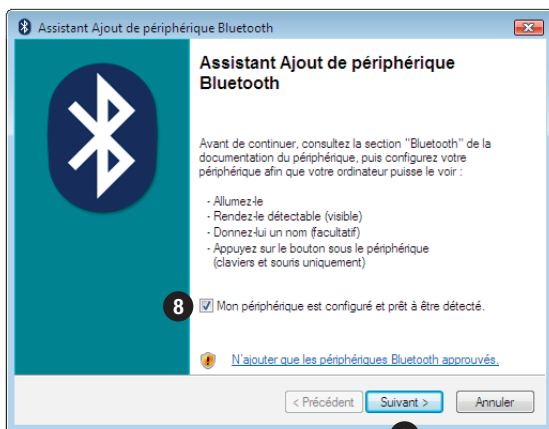 Assistant Ajout de périphérique Bluetooth
Assistant Ajout de périphérique
Bluetooth
Avant de continuer, consultez la section "Bluetooth" de la
documentation du périphérique, puis configurez votre
périphérique afin que votre ordinateur puisse le voir :
- Allumez-le
- Rendez-le détectable (visible)
- Donnez-lui un nom (facultatif)
- Appuyez sur le bouton sous le périphérique
(claviers et souris uniquement)
8 Mon périphérique est configuré et prêt à être détecté.
N'ajouter que les périphériques Bluetooth approuvés.
< Précédent Suivant > Annuler